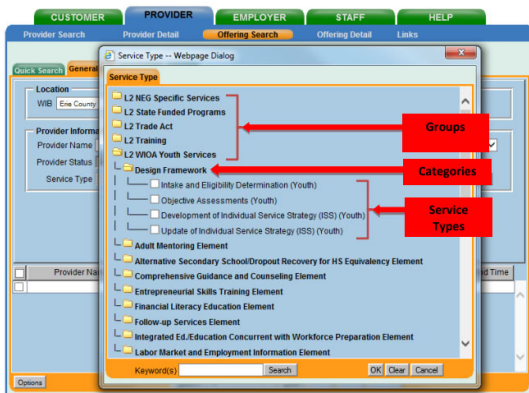 CUSTOMER PROVIDER EMPLOYER STAFF HELP
Provider Search Provider Detail Offering Search Offering Detail Links
Service Type -- Webpage Dialog
Quick Search General
Service Type
Location
WIB Erie County
Provider Informa
Provider Name
Provider Status
Service Type
L2 NEG Specific Services
L2 State Funded Programs
L2 Trade Act
L2 Training
L2 WIOA Youth Services
Groups
Design Framework
Categories
Intake and Eligibility Determination (Youth)
Objective Assessments (Youth)
Development of Individual Service Strategy (ISS) (Youth)
Update of Individual Service Strategy (ISS) (Youth)
Service
Types
Adult Mentoring Element
Alternative Secondary School/Dropout Recovery for HS Equivalency Element
Comprehensive Guidance and Counseling Element
Entrepreneurial Skills Training Element
Financial Literacy Education Element
Follow-up Services Element
Integrated Ed./Education Concurrent with Workforce Preparation Element
Labor Market and Employment Information Element
Provider Nam
nd Time
Keyword(s) Search OK Clear Cancel
Options